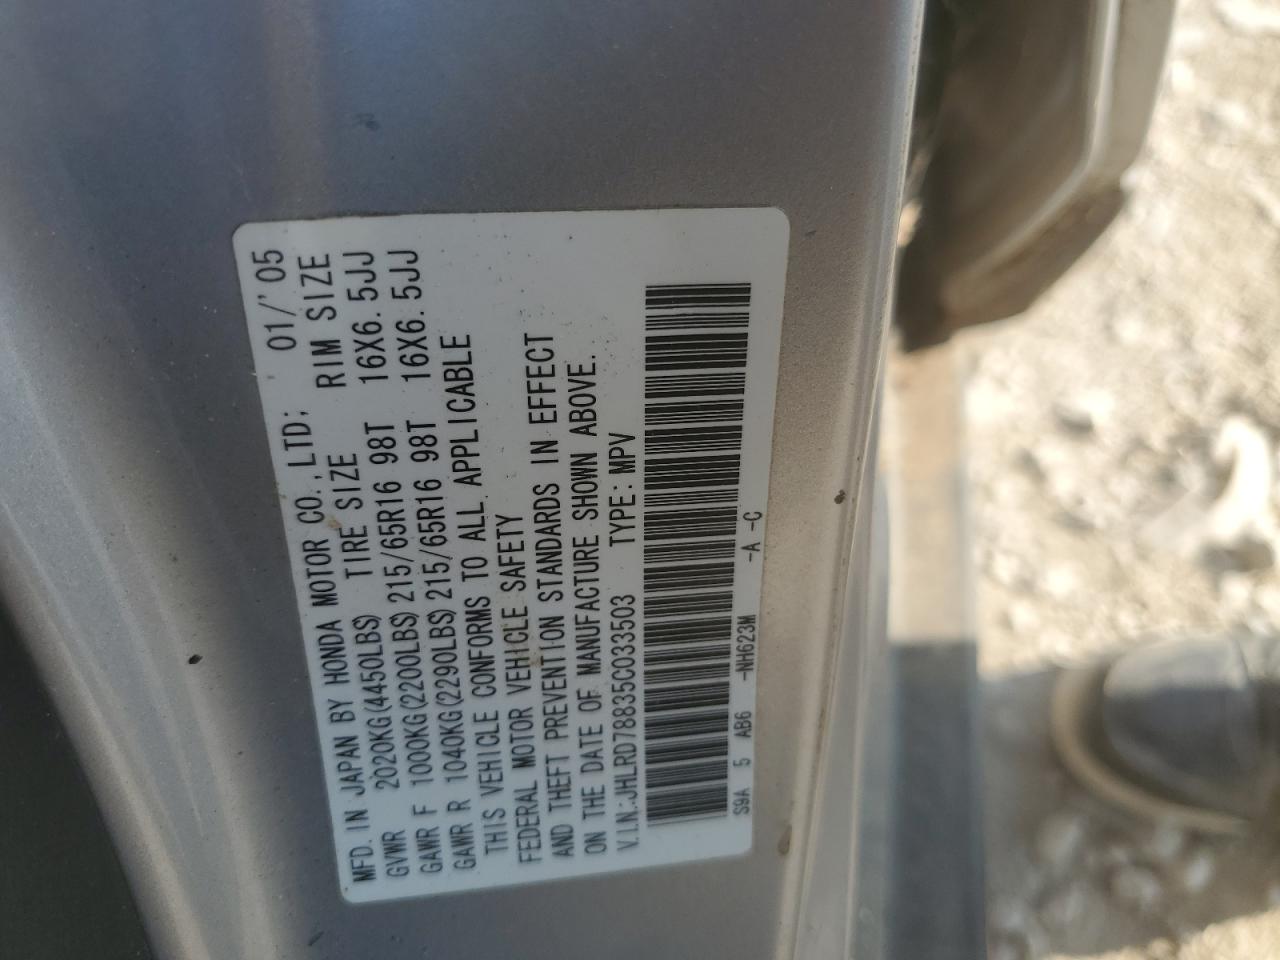 MFD. IN JAPAN BY HONDA MOTOR CO., LTD: 01/'05
GVWR 2020KG(4450LBS) TIRE SIZE RIM SIZE
GAWR F 1000KG(2200LBS) 215/65R16 98T 16X6.5JJ
GAWR R 1040KG(2290LBS) 215/65R16 98T 16X6.5JJ
THIS VEHICLE CONFORMS TO ALL APPLICABLE
FEDERAL MOTOR VEHICLE SAFETY
AND THEFT PREVENTION STANDARDS IN EFFECT
ON THE DATE OF MANUFACTURE SHOWN ABOVE.
V.I.N.:JHLRD78835C033503 TYPE: MPV
S9A 5 AB6 -NH623M -A -C